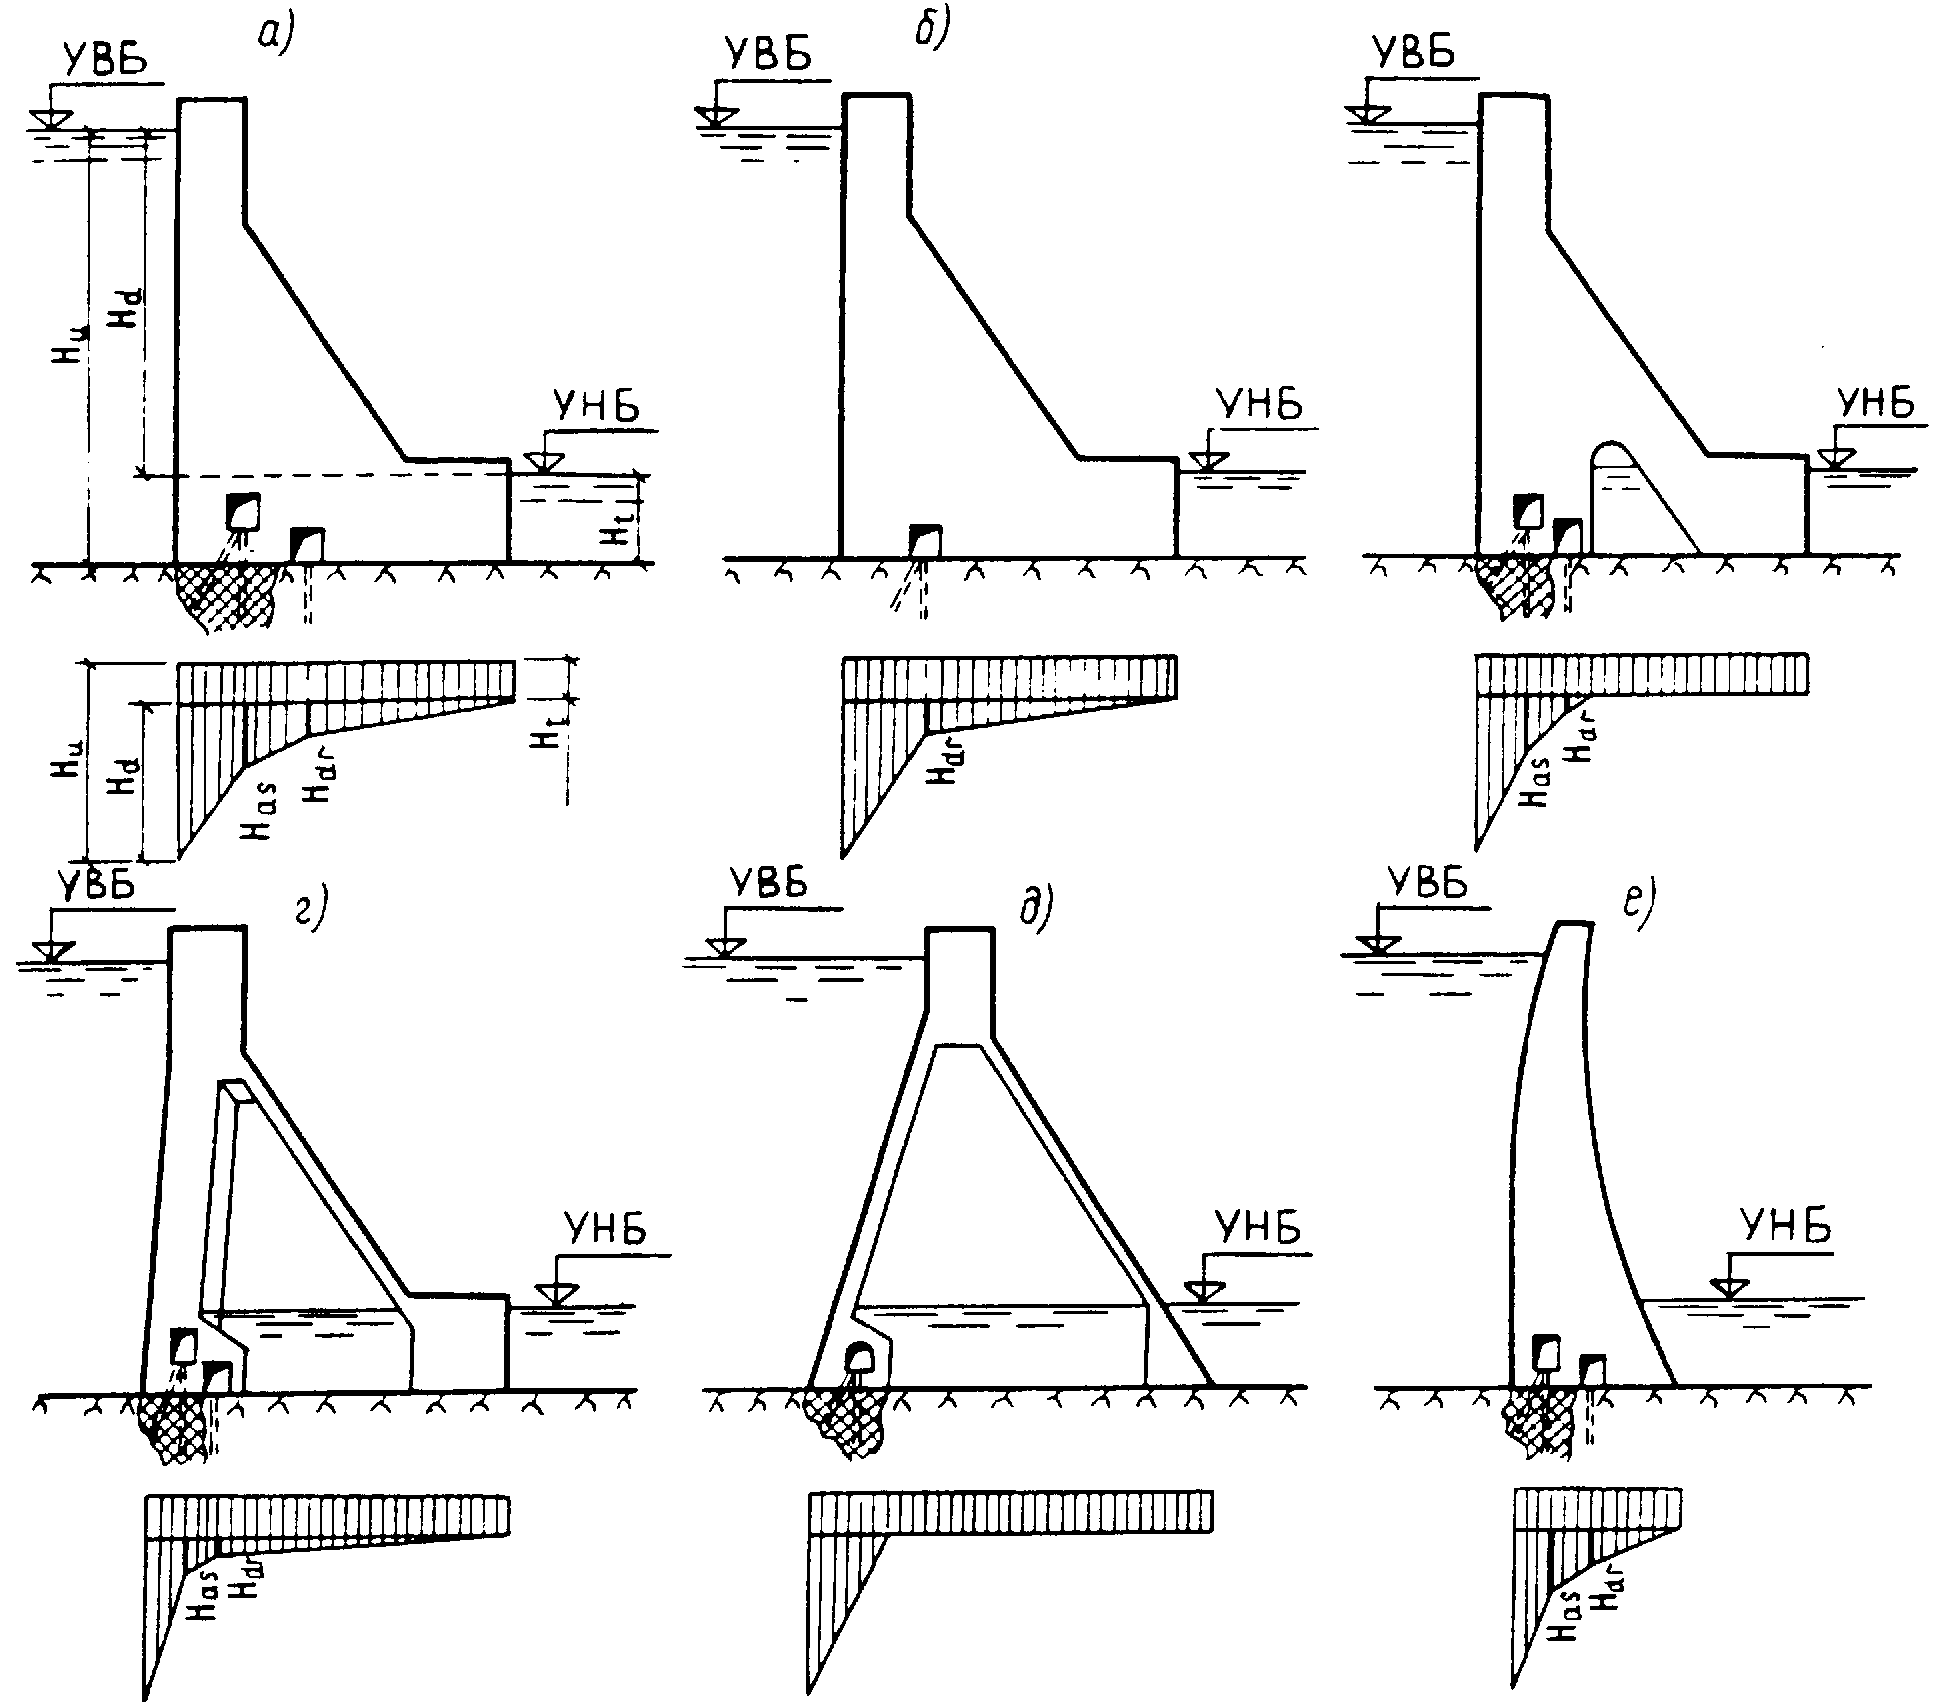 а)
УВБ
Hd
Hu
УНБ
Ht
Hu
Hd
Has
Hdr
Ht
б)
УВБ
УНБ
Hdr
УВБ
УНБ
Has
Hdr
г)
УВБ
УНБ
Has
Hdr
д)
УВБ
УНБ
е)
УВБ
УНБ
Has
Hdr